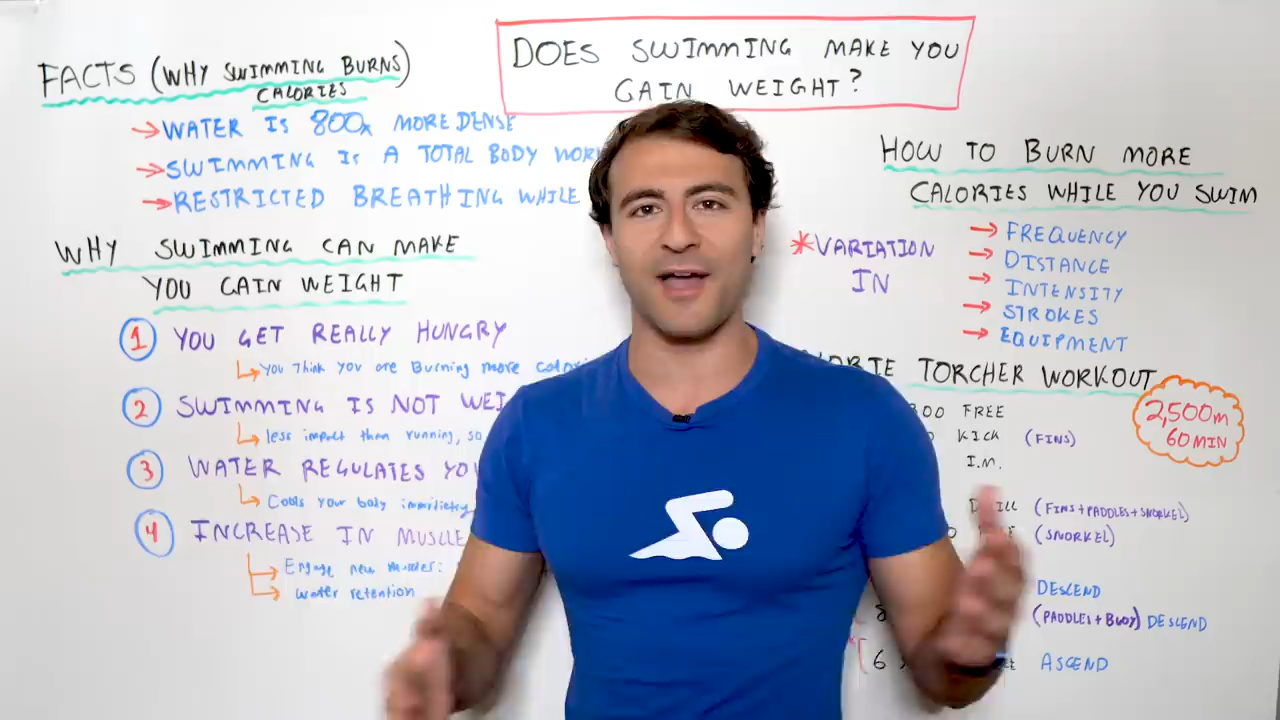 DOES SWIMMING MAKE YOU
GAIN WEIGHT?
FACTS (WHY SWIMMING BURNS)
CALORIES
→ WATER IS 800x MORE DENSE
→ SWIMMING IS A TOTAL BODY
→ RESTRICTED BREATHING WHILE
WHY SWIMMING CAN MAKE
YOU GAIN WEIGHT
1 YOU GET REALLY HUNGRY
You think you are Burning more
2 SWIMMING IS NOT
less impact than running, so
3 WATER REGULATES
Cools your body
4 INCREASE IN MUSCLE
Engage new muscles:
water retention
HOW TO BURN MORE
CALORIES WHILE YOU SWIM
*VARIATION
IN
→ FREQUENCY
→ DISTANCE
→ INTENSITY
→ STROKES
→ EQUIPMENT
TORCHER WORKOUT
2,500m
60 MIN
FREE
KICK (FINS)
I.M.
(FINS+PADDLES+SNORKEL)
(SNORKEL)
DESCEND
(PADDLES+BUOY) DESCEND
6 ASCEND